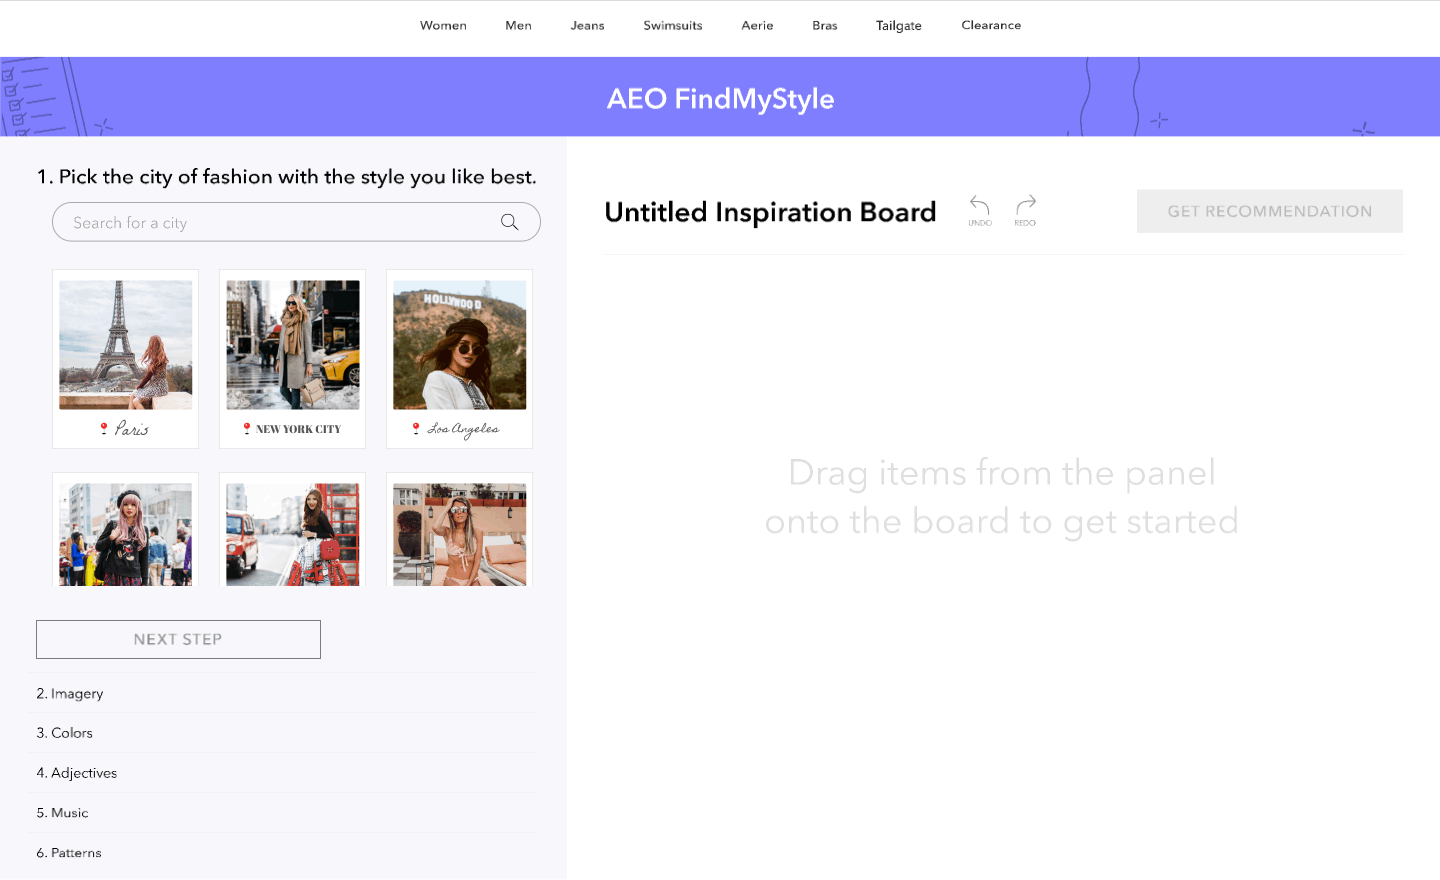 Women Men Jeans Swimsuits Aerie Bras Tailgate Clearance
AEO FindMyStyle
1. Pick the city of fashion with the style you like best.
Search for a city
HOLLYWOOD
Paris
NEW YORK CITY
Los Angeles
NEXT STEP
2. Imagery
3. Colors
4. Adjectives
5. Music
6. Patterns
Untitled Inspiration Board
UNDO
REDO
GET RECOMMENDATION
Drag items from the panel
onto the board to get started